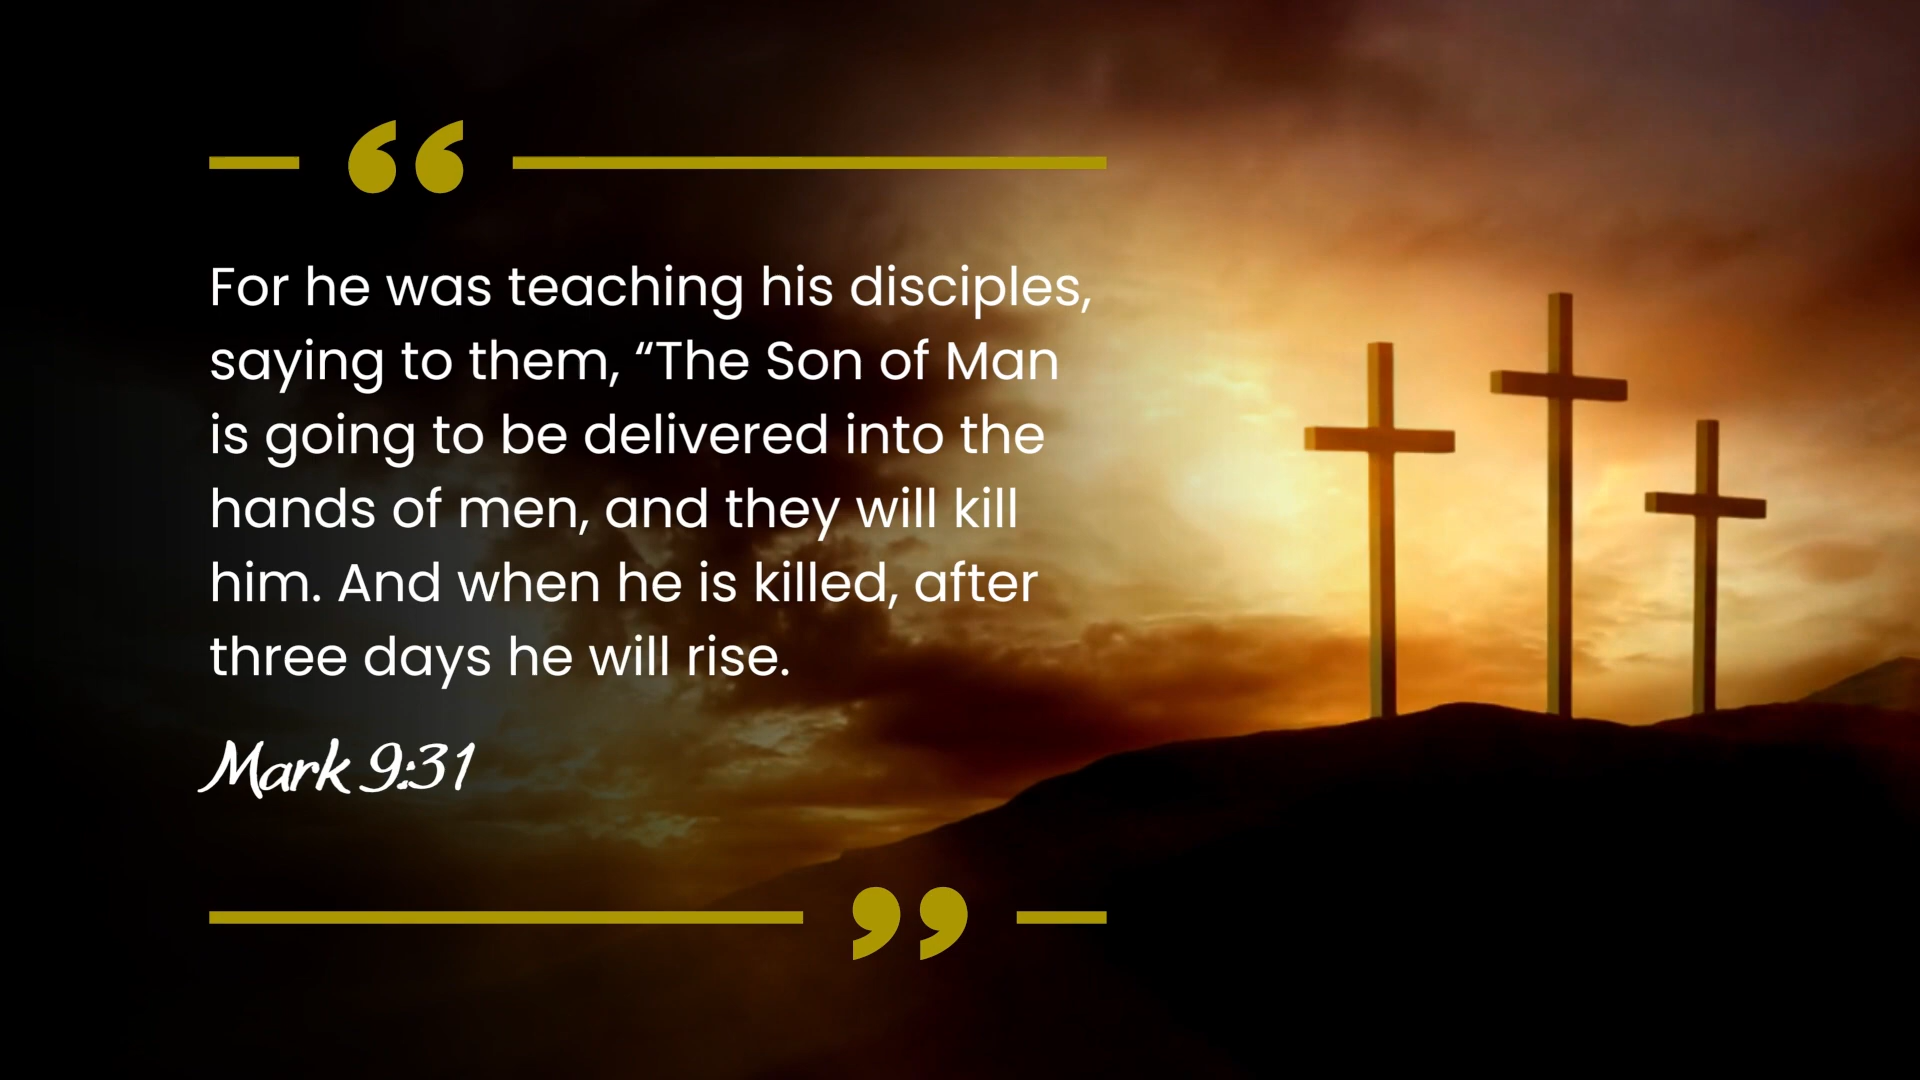 For he was teaching his disciples,
saying to them, “The Son of Man
is going to be delivered into the
hands of men, and they will kill
him. And when he is killed, after
three days he will rise.
Mark 9:31